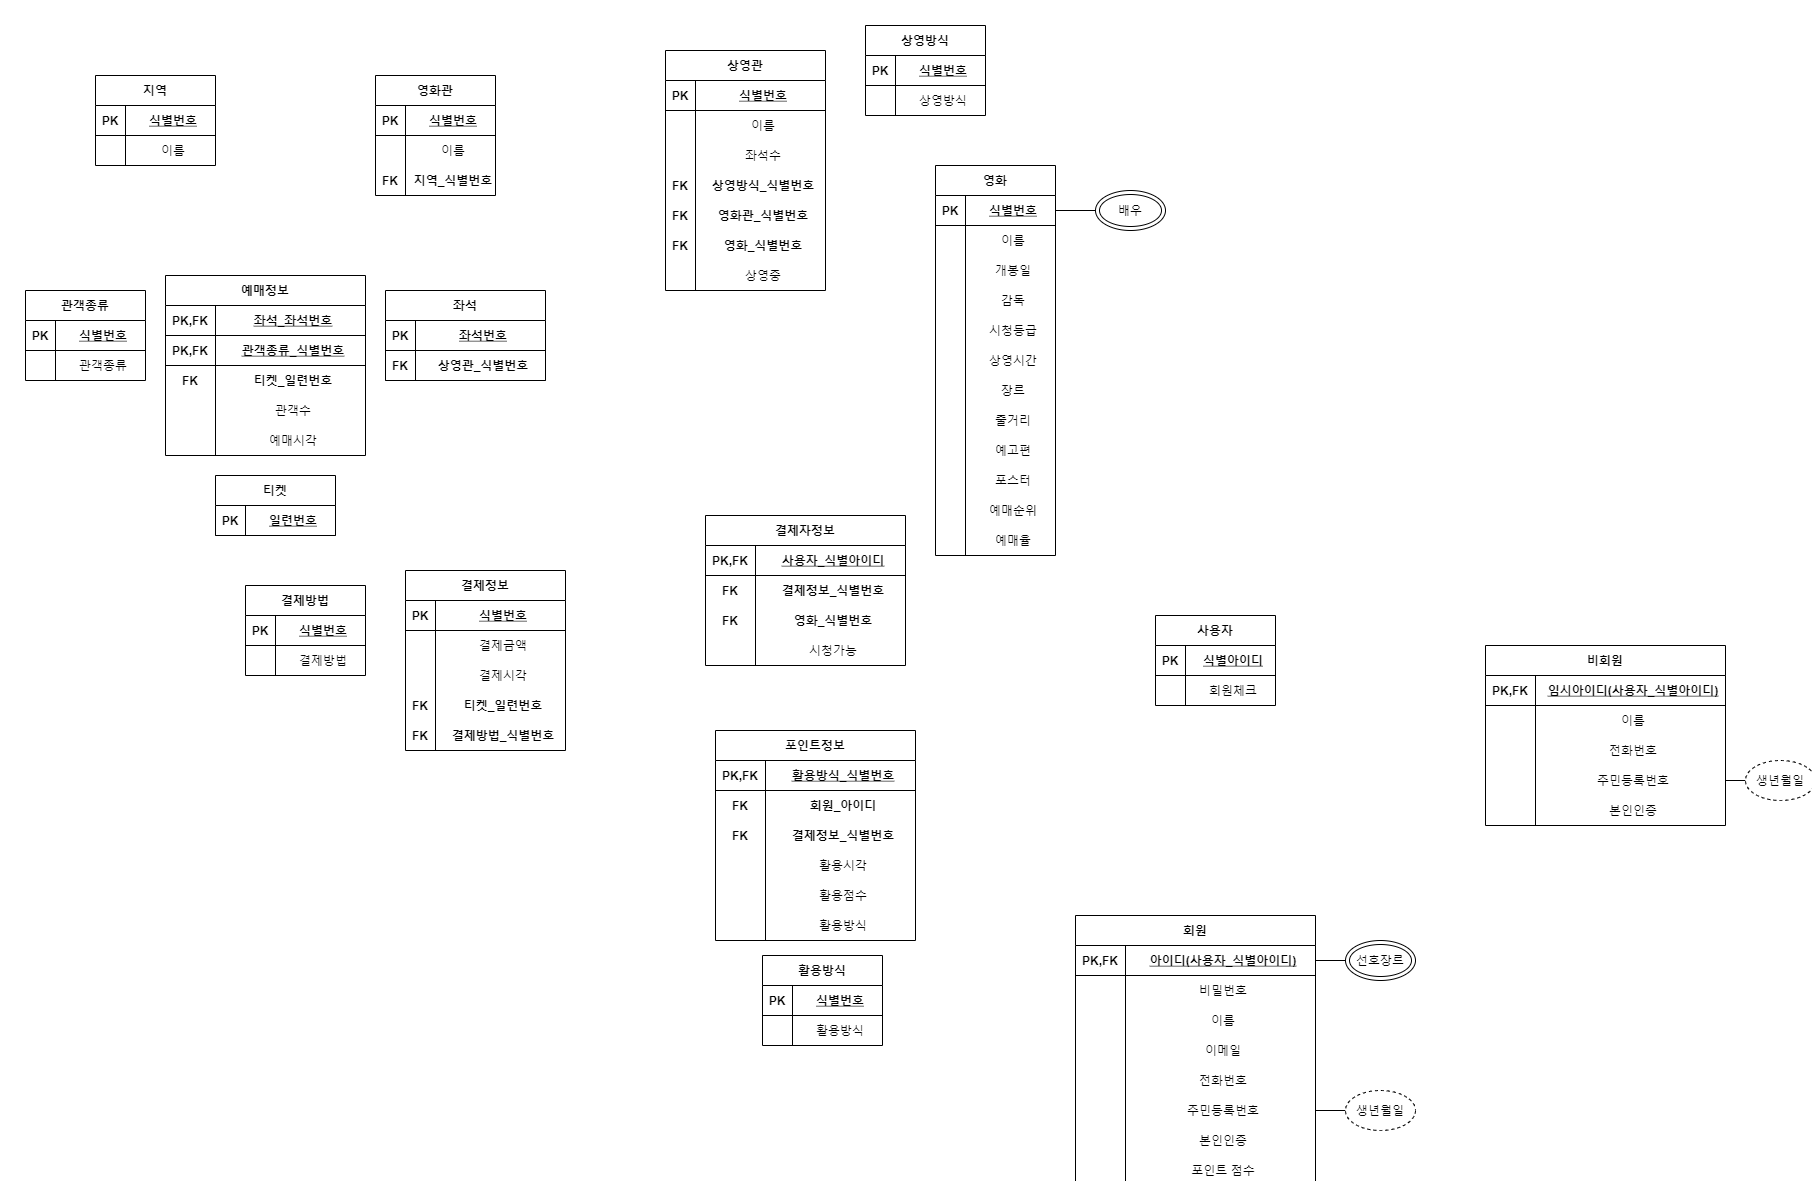 지역
PK 식별번호
이름
영화관
PK 식별번호
이름
FK 지역_식별번호
상영관
PK 식별번호
이름
좌석수
FK 상영방식_식별번호
FK 영화관_식별번호
FK 영화_식별번호
상영중
상영방식
PK 식별번호
상영방식
영화
PK 식별번호
이름
개봉일
감독
시청등급
상영시간
장르
줄거리
예고편
포스터
예매순위
예매율
배우
관객종류
PK 식별번호
관객종류
예매정보
PK,FK 좌석_좌석번호
PK,FK 관객종류_식별번호
FK 티켓_일련번호
관객수
예매시각
좌석
PK 좌석번호
FK 상영관_식별번호
티켓
PK 일련번호
결제방법
PK 식별번호
결제방법
결제정보
PK 식별번호
결제금액
결제시각
FK 티켓_일련번호
FK 결제방법_식별번호
결제자정보
PK,FK 사용자_식별아이디
FK 결제정보_식별번호
FK 영화_식별번호
시청가능
포인트정보
PK,FK 활용방식_식별번호
FK 회원_아이디
FK 결제정보_식별번호
활용시각
활용점수
활용방식
활용방식
PK 식별번호
활용방식
사용자
PK 식별아이디
회원체크
비회원
PK,FK 임시아이디(사용자_식별아이디)
이름
전화번호
주민등록번호
본인인증
생년월일
회원
PK,FK 아이디(사용자_식별아이디)
비밀번호
이름
이메일
전화번호
주민등록번호
본인인증
포인트 점수
선호장르
생년월일